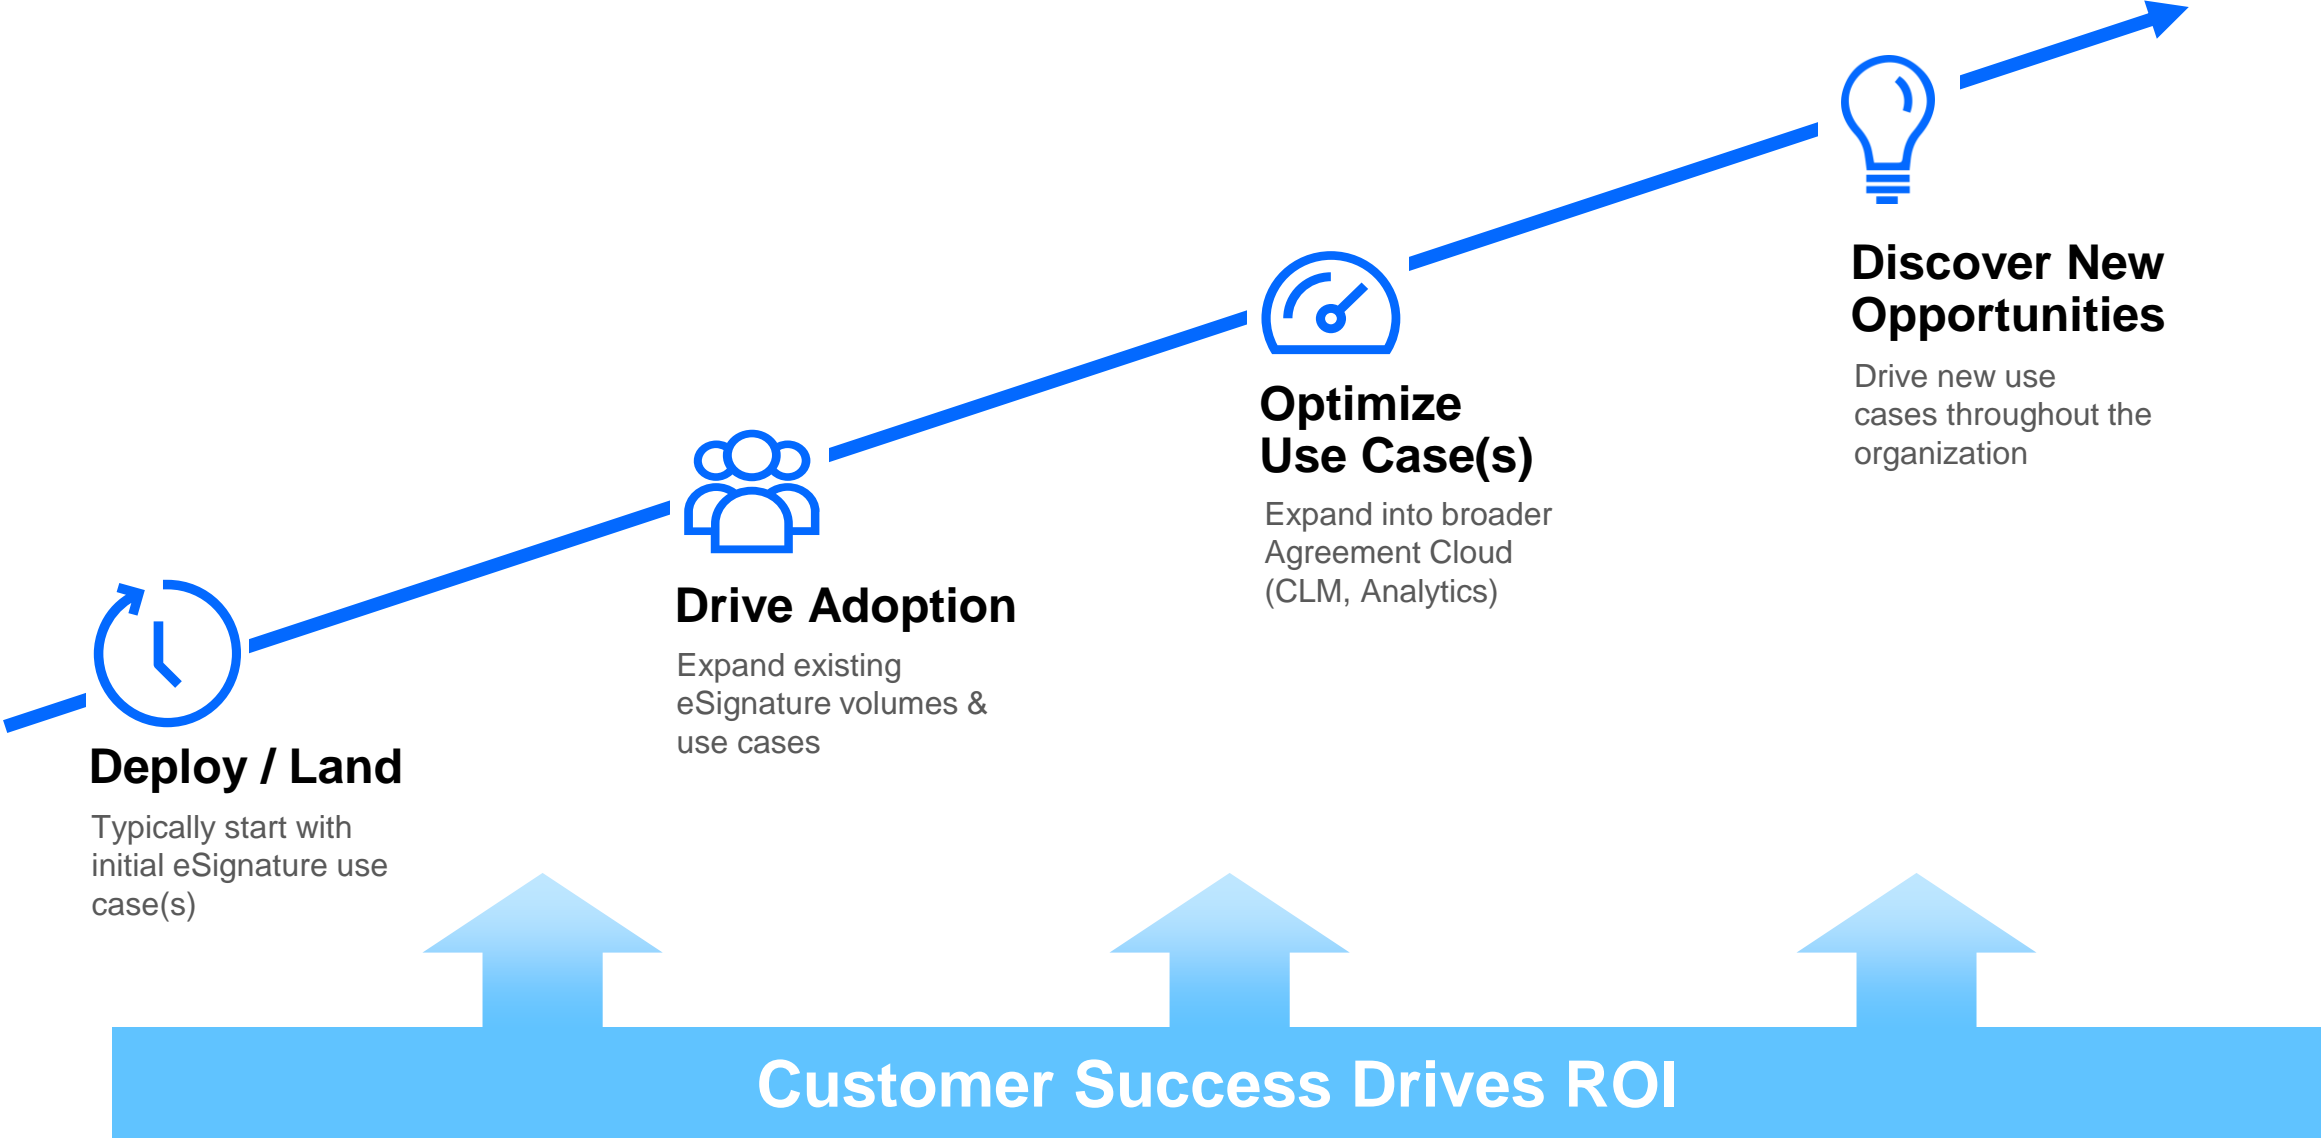 Deploy / Land
Typically start with
initial eSignature use
case(s)
Drive Adoption
Expand existing
eSignature volumes &
use cases
Optimize
Use Case(s)
Expand into broader
Agreement Cloud
(CLM, Analytics)
Discover New
Opportunities
Drive new use
cases throughout the
organization
Customer Success Drives ROI